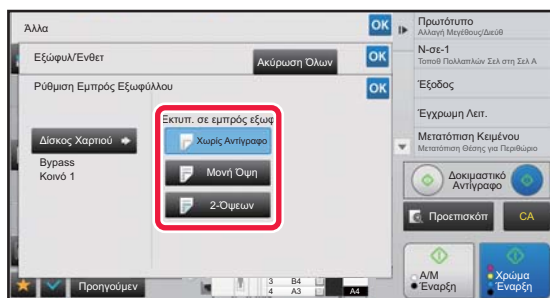 Άλλα
OK
Εξώφυλ/Ένθετ
Ακύρωση Όλων
OK
Ρύθμιση Εμπρός Εξωφύλλου
OK
Εκτυπ. σε εμπρός εξωφ
Δίσκος Χαρτιού
Bypass
Κοινό 1
Χωρίς Αντίγραφο
Μονή Όψη
2-Όψεων
Προηγούμεν
3 B4
4 A3
A4
Πρωτότυπο
Αλλαγή Μεγέθους/Διεύθ
Ν-σε-1
Τοποθ Πολλαπλών Σελ στη Σελ Α
Έξοδος
Έγχρωμη Λειτ.
Μετατόπιση Κειμένου
Μετατόπιση Θέσης για Περιθώριο
Δοκιμαστικό
Αντίγραφο
Προεπισκόπ
CA
Α/Μ
Έναρξη
Χρώμα
Έναρξη